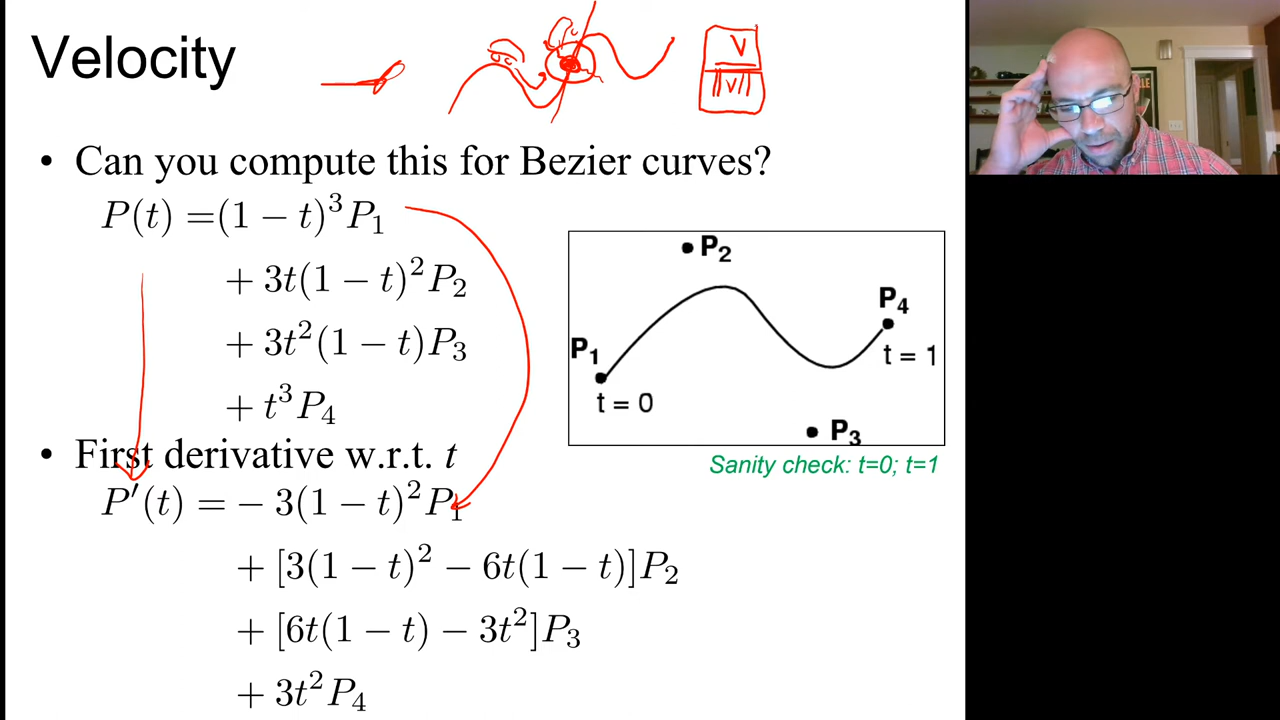 Velocity
V
||V||
• Can you compute this for Bezier curves?
P(t) =(1 − t)³P₁
+ 3t(1 − t)²P₂
+ 3t²(1 − t)P₃
+ t³P₄
P₂
P₄
P₁
t = 1
t = 0
P₃
Sanity check: t=0; t=1
• First derivative w.r.t. t
P′(t) = − 3(1 − t)²P₁
+ [3(1 − t)² − 6t(1 − t)]P₂
+ [6t(1 − t) − 3t²]P₃
+ 3t²P₄